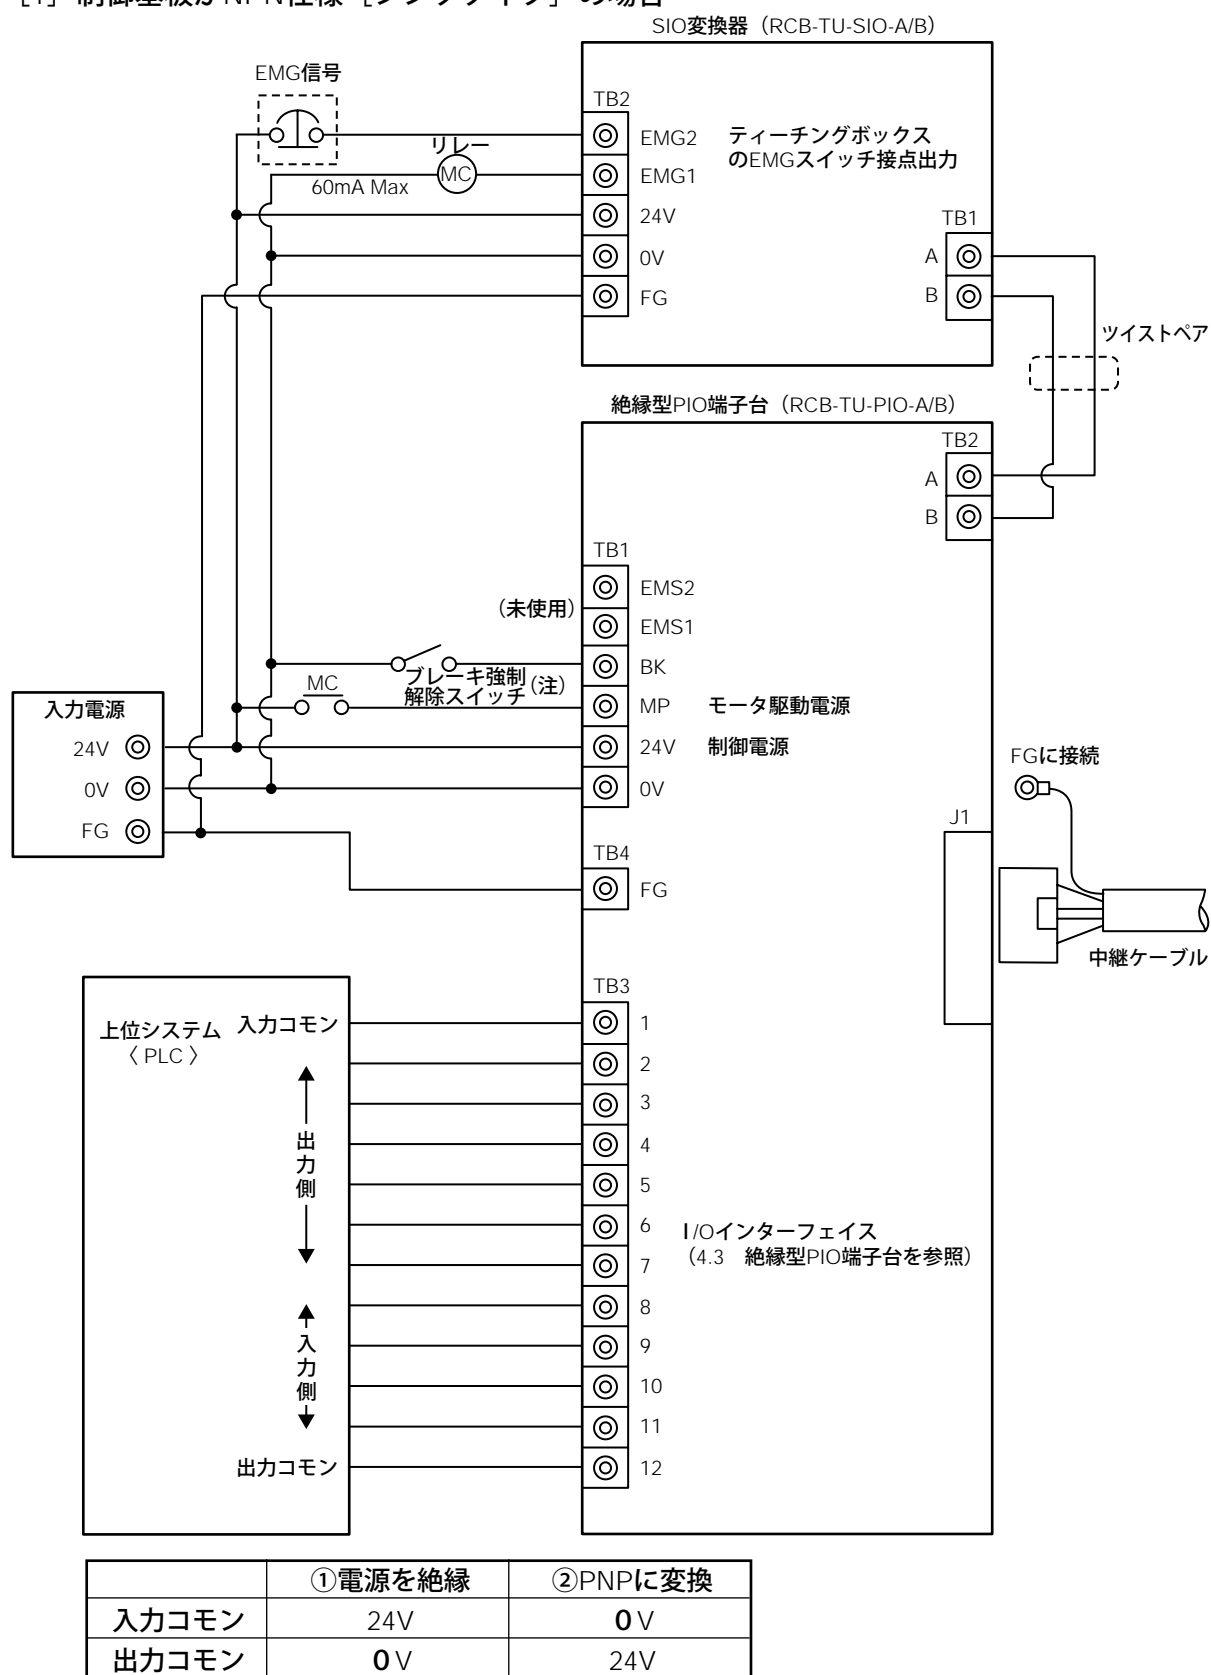 SIO変換器（RCB-TU-SIO-A/B）
EMG信号
TB2
EMG2
ティーチングボックス
のEMGスイッチ接点出力
リレー
MC
60mA Max
EMG1
24V
0V
FG
TB1
A
B
ツイストペア
絶縁型PIO端子台（RCB-TU-PIO-A/B）
TB2
A
B
TB1
EMS2
（未使用）
EMS1
BK
ブレーキ強制
解除スイッチ（注）
MC
MP モータ駆動電源
24V 制御電源
0V
入力電源
24V
0V
FG
FGに接続
J1
TB4
FG
中継ケーブル
TB3
上位システム
〈 PLC 〉
入力コモン
出力側
入力側
出力コモン
1
2
3
4
5
6
7
8
9
10
11
12
I/Oインターフェイス
（4.3　絶縁型PIO端子台を参照）
①電源を絶縁 ②PNPに変換
入力コモン 24V 0V
出力コモン 0V 24V